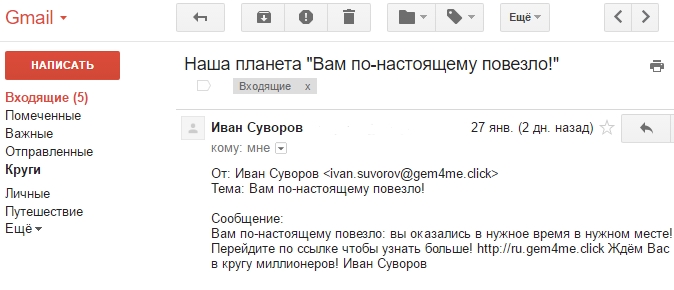 Gmail
Ещё
Наша планета "Вам по-настоящему повезло!"
Входящие x
НАПИСАТЬ
Входящие (5)
Помеченные
Важные
Отправленные
Круги
Личные
Путешествие
Ещё
Иван Суворов 27 янв. (2 дн. назад)
кому: мне
От: Иван Суворов <ivan.suvorov@gem4me.click>
Тема: Вам по-настоящему повезло!
Сообщение:
Вам по-настоящему повезло: вы оказались в нужное время в нужном месте!
Перейдите по ссылке чтобы узнать больше! http://ru.gem4me.click Ждём Вас
в кругу миллионеров! Иван Суворов